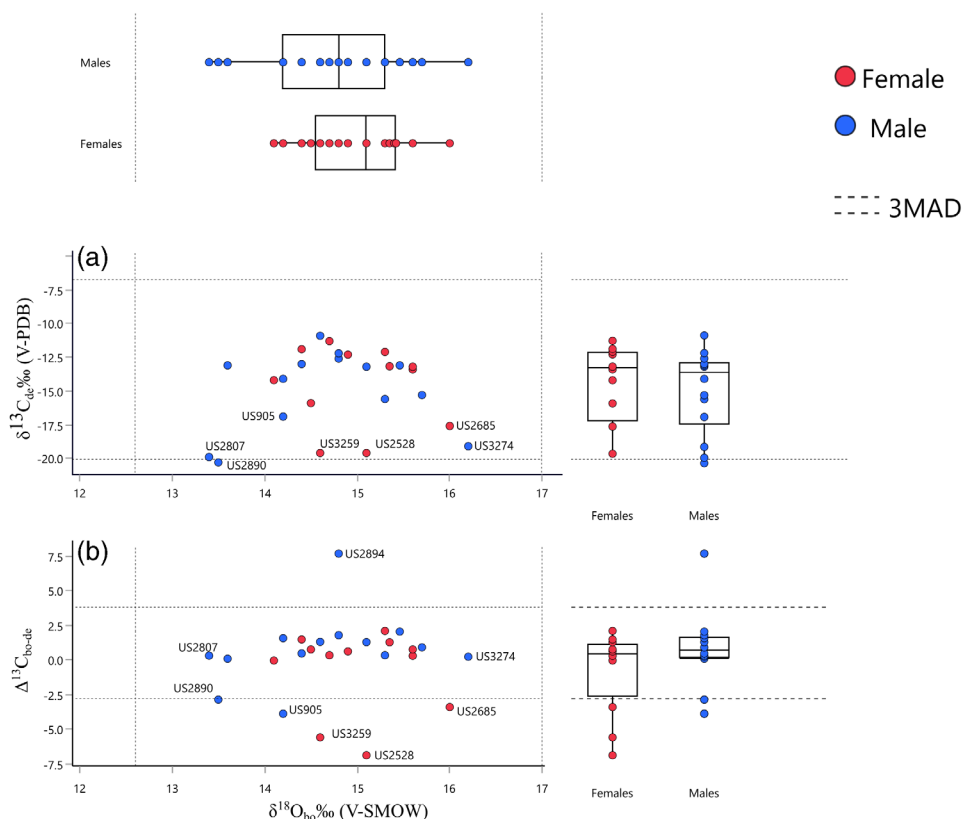 Males
Females
Female
Male
3MAD
(a)
δ¹³C_de‰ (V-PDB)
-7.5
-10.0
-12.5
-15.0
-17.5
-20.0
US905
US2807
US2890
US3259
US2528
US2685
US3274
12 13 14 15 16 17
Females Males
(b)
Δ¹³C_bo-de
7.5
5.0
2.5
0.0
-2.5
-5.0
-7.5
US2894
US2807
US3274
US2890
US905
US2685
US3259
US2528
12 13 14 15 16 17
δ¹⁸O_bo‰ (V-SMOW)
Females Males